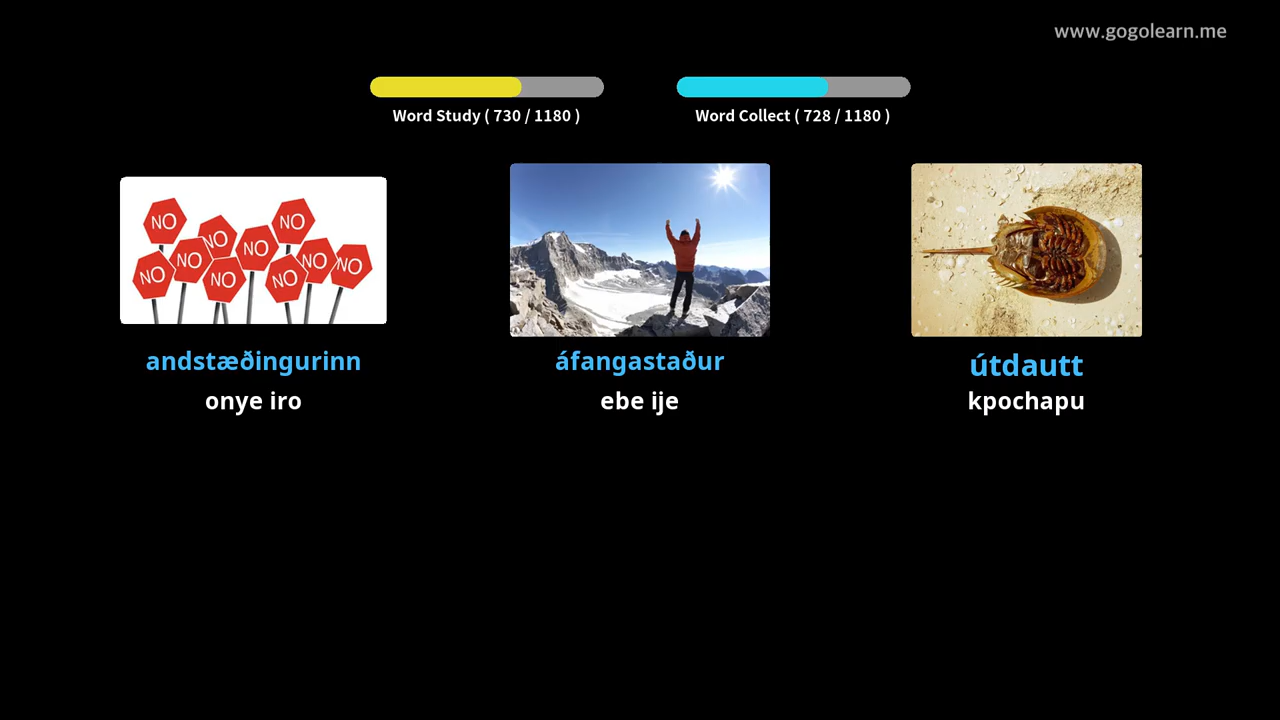 www.gogolearn.me
Word Study ( 730 / 1180 )
Word Collect ( 728 / 1180 )
NO
NO
NO
NO
NO
NO
NO
NO
NO
NO
andstæðingurinn
áfangastaður
útdautt
onye iro
ebe ije
kpochapu